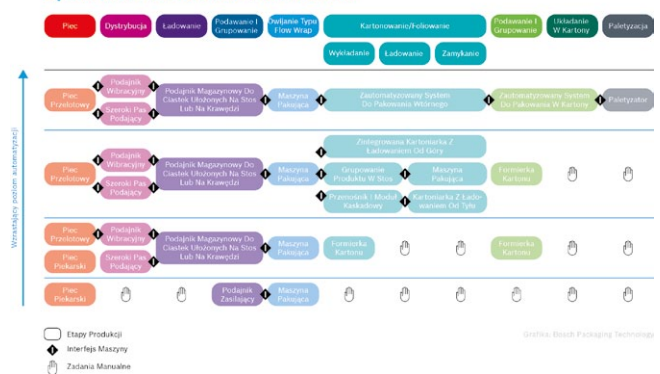 Piec
Dystrybucja
Ładowanie
Podawanie I
Grupowanie
Owijanie Typu
Flow Wrap
Kartonowanie/Foliowanie
Podawanie I
Grupowanie
Układanie
W Kartony
Paletyzacja
Wykładanie
Ładowanie
Zamykanie
Wzrastający poziom automatyzacji
Piec
Przelotowy
Podajnik
Wibracyjny
Szeroki Pas
Podający
Podajnik Magazynowy Do
Ciastek Ułożonych Na Stos
Lub Na Krawędzi
Maszyna
Pakująca
Zautomatyzowany System
Do Pakowania Wtórnego
Zautomatyzowany System
Do Pakowania W Kartony
Paletyzator
Piec
Przelotowy
Podajnik
Wibracyjny
Szeroki Pas
Podający
Podajnik Magazynowy Do
Ciastek Ułożonych Na Stos
Lub Na Krawędzi
Maszyna
Pakująca
Zintegrowana Kartoniarka Z
Ładowaniem Od Góry
Grupowanie
Produktu W Stos
Maszyna
Pakująca
Przenośnik I Moduł
Kaskadowy
Kartoniarka Z Łado-
waniem Od Tyłu
Formierka
Kartonu
Piec
Przelotowy
Piec
Piekarski
Podajnik
Wibracyjny
Szeroki Pas
Podający
Podajnik Magazynowy Do
Ciastek Ułożonych Na Stos
Lub Na Krawędzi
Maszyna
Pakująca
Formierka
Kartonu
Formierka
Kartonu
Piec
Piekarski
Podajnik
Zasilający
Maszyna
Pakująca
Etapy Produkcji
Interfejs Maszyny
Zadania Manualne
Grafika: Bosch Packaging Technology